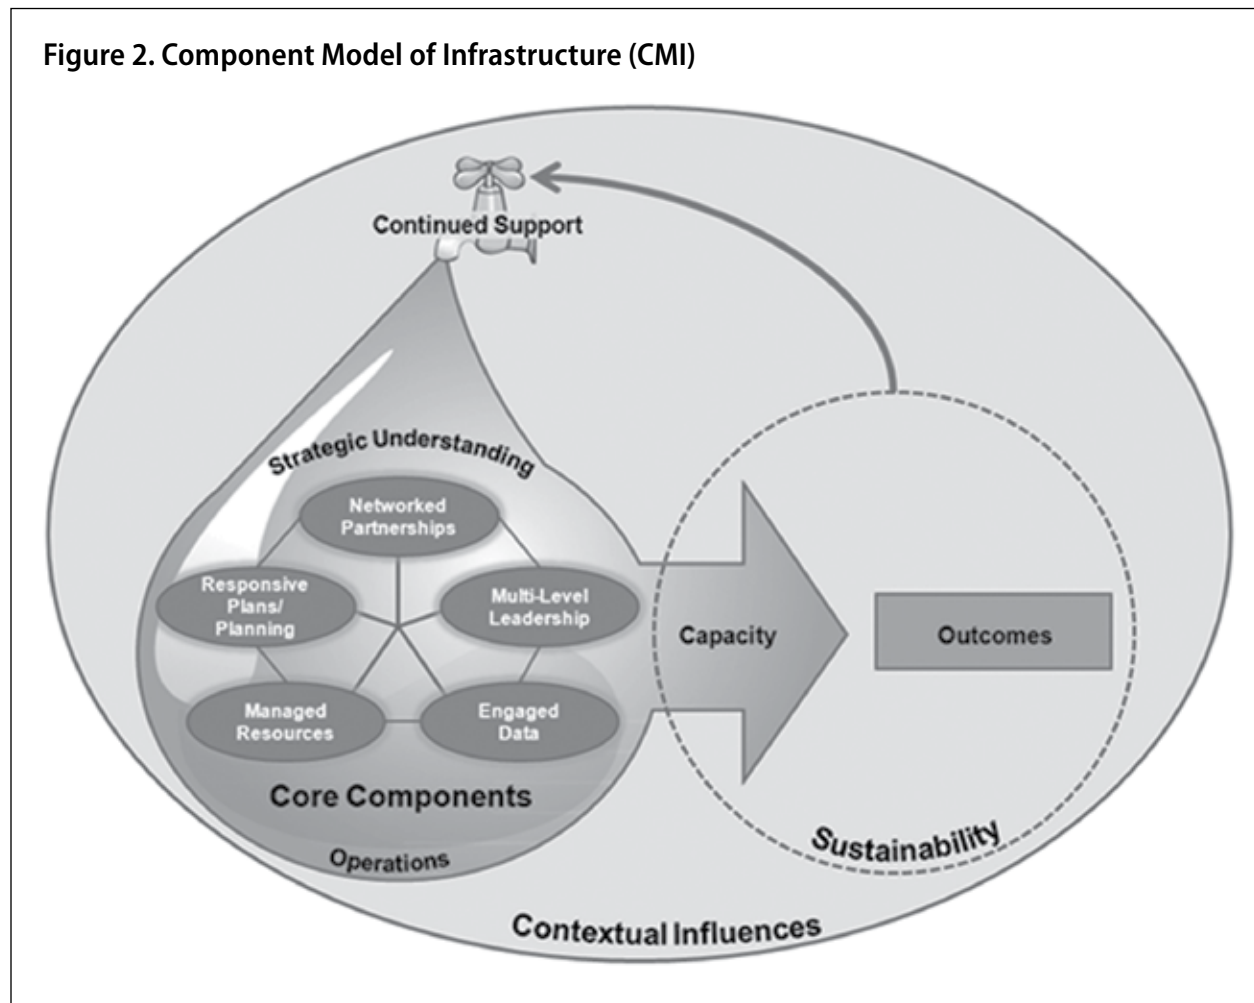 Figure 2. Component Model of Infrastructure (CMI)
Continued Support
Strategic Understanding
Networked
Partnerships
Responsive
Plans/
Planning
Multi-Level
Leadership
Managed
Resources
Engaged
Data
Core Components
Operations
Capacity
Outcomes
Sustainability
Contextual Influences